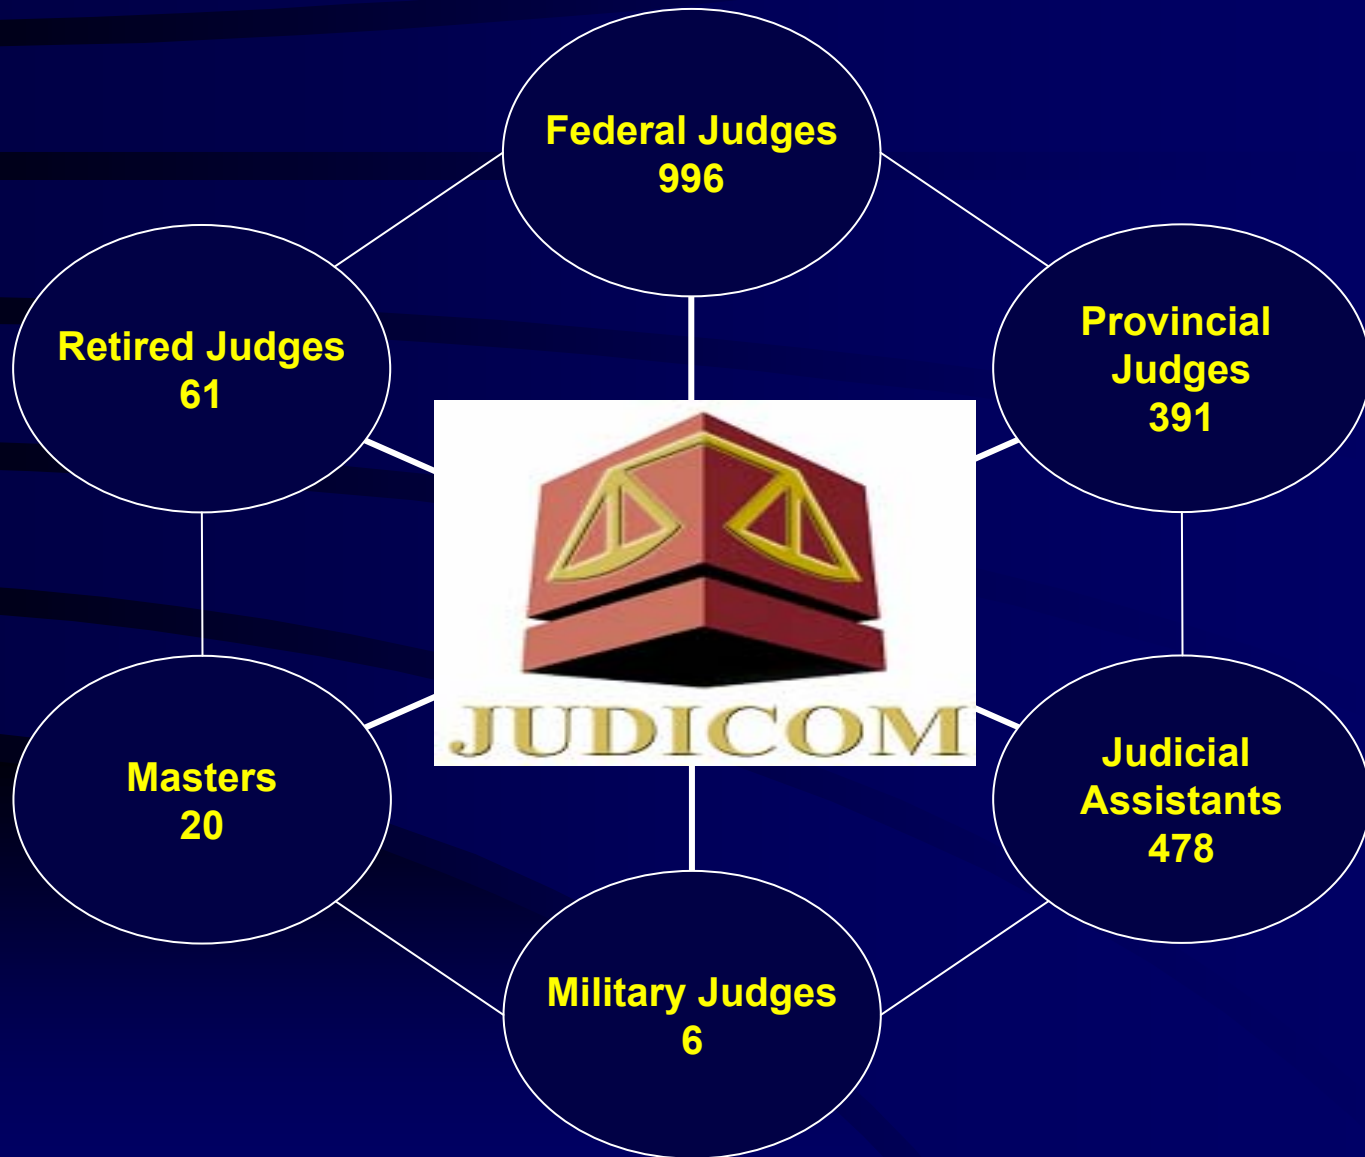 Federal Judges
996
Retired Judges
61
Provincial
Judges
391
JUDICOM
Masters
20
Judicial
Assistants
478
Military Judges
6